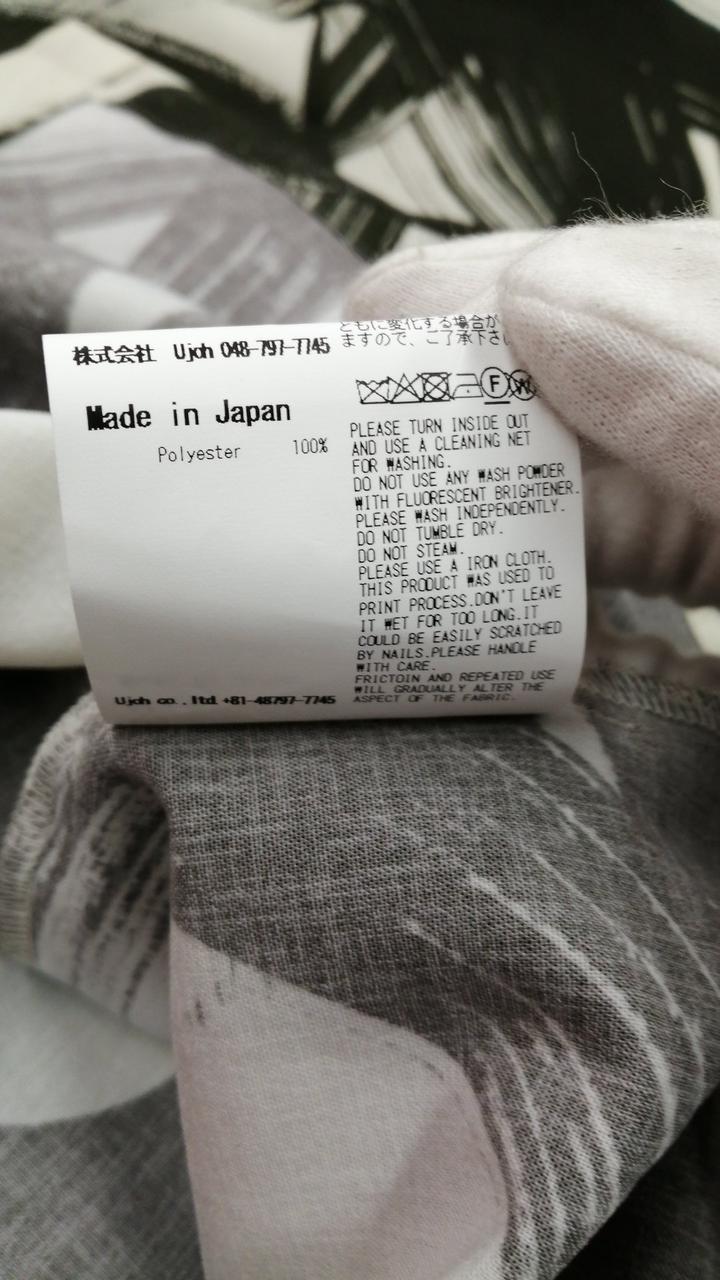 株式会社 Ujoh 048-797-7745
Made in Japan
Polyester 100%
Ujoh co.,ltd +81-48797-7745
ともに変化する場合が
ますので、ご了承下さ
F
W
PLEASE TURN INSIDE OUT
AND USE A CLEANING NET
FOR WASHING.
DO NOT USE ANY WASH POWDER
WITH FLUORESCENT BRIGHTENER.
PLEASE WASH INDEPENDENTLY.
DO NOT TUMBLE DRY.
DO NOT STEAM.
PLEASE USE A IRON CLOTH.
THIS PRODUCT WAS USED TO
PRINT PROCESS.DON'T LEAVE
IT WET FOR TOO LONG.IT
COULD BE EASILY SCRATCHED
BY NAILS.PLEASE HANDLE
WITH CARE.
FRICTOIN AND REPEATED USE
WILL GRADUALLY ALTER THE
ASPECT OF THE FABRIC.